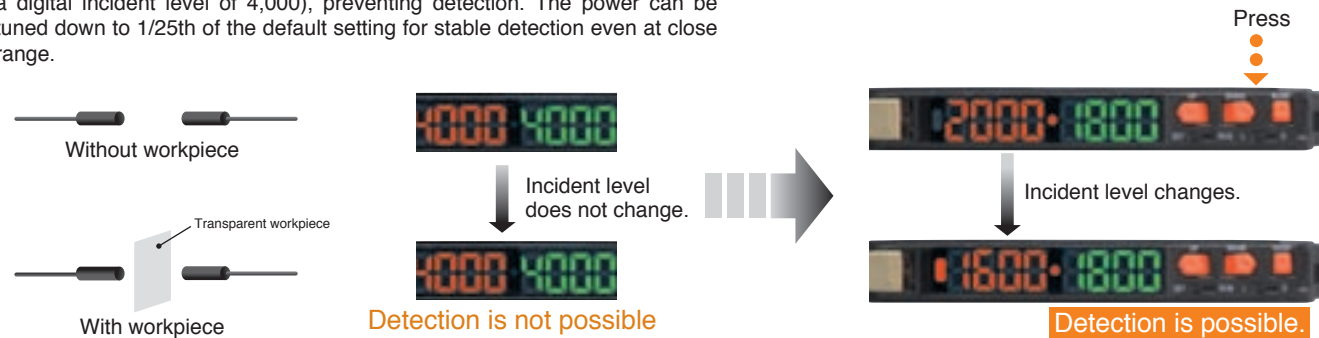 a digital incident level of 4,000), preventing detection. The power can be
tuned down to 1/25th of the default setting for stable detection even at close
range.
Press
Without workpiece
4000 4000
2000 1800
Incident level
does not change.
Incident level changes.
Transparent workpiece
With workpiece
4000 4000
1600 1800
Detection is not possible
Detection is possible.